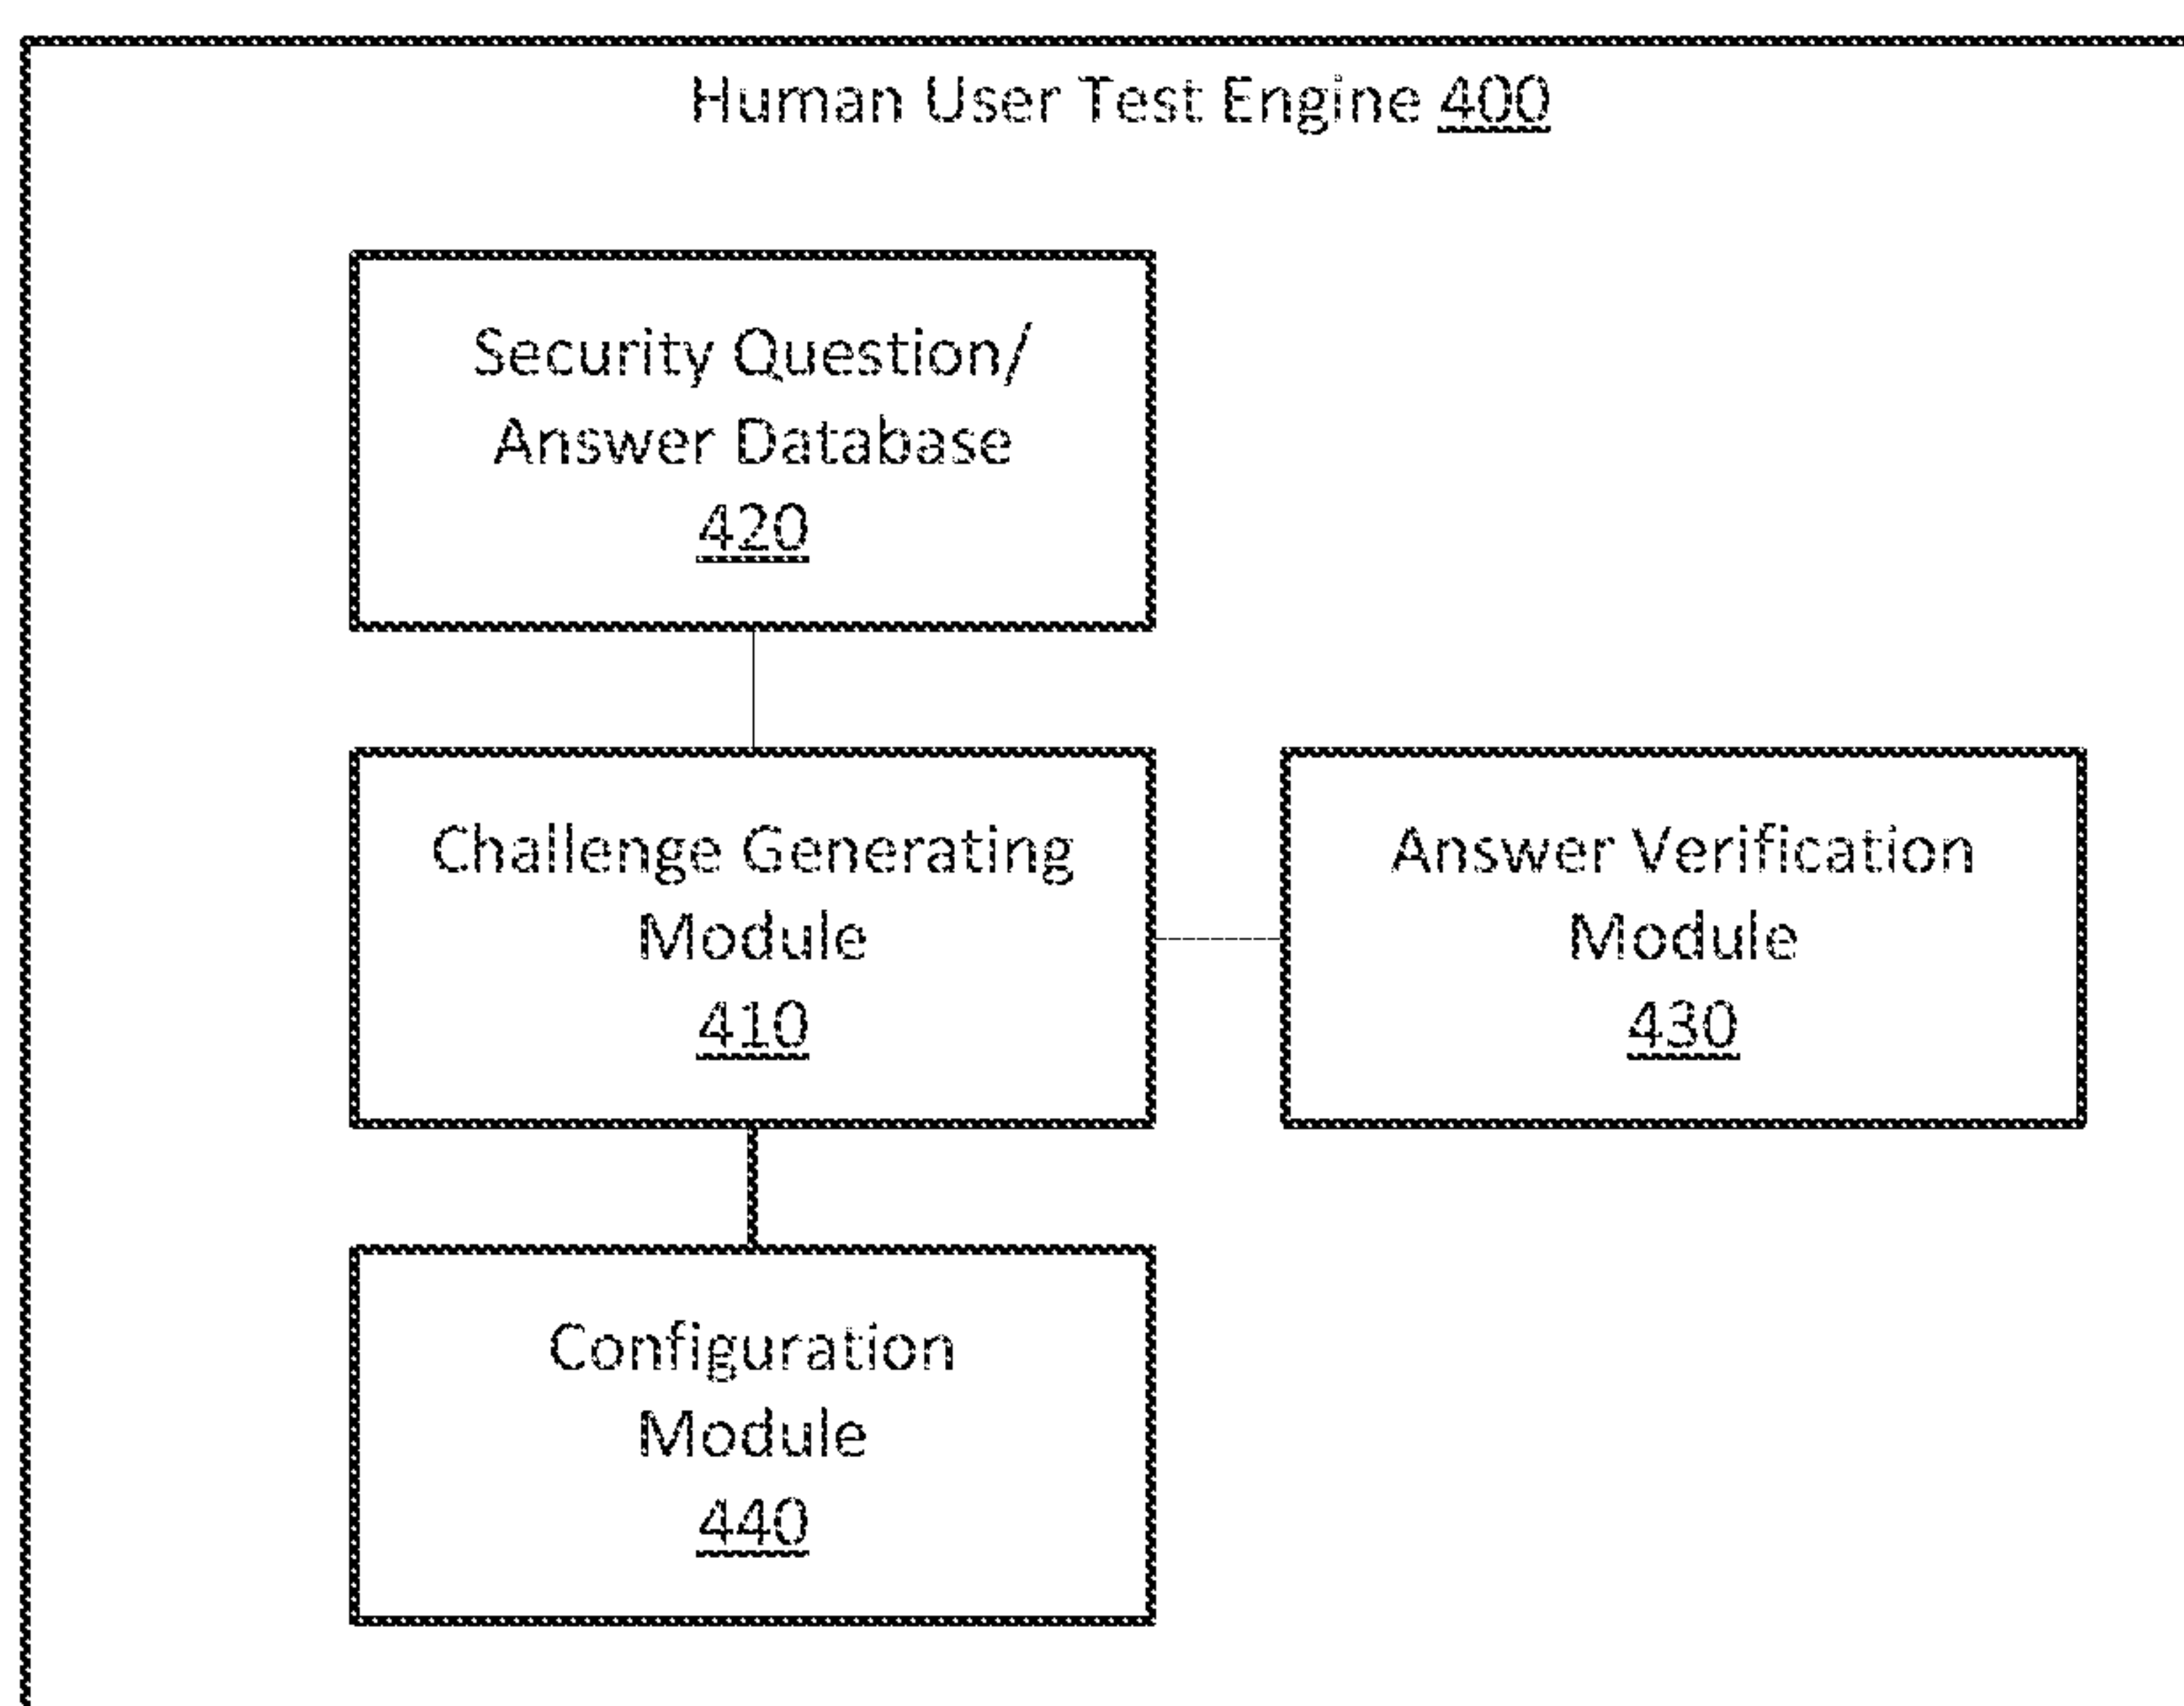 Human User Test Engine 400
Security Question/
Answer Database
420
Challenge Generating
Module
410
Answer Verification
Module
430
Configuration
Module
440